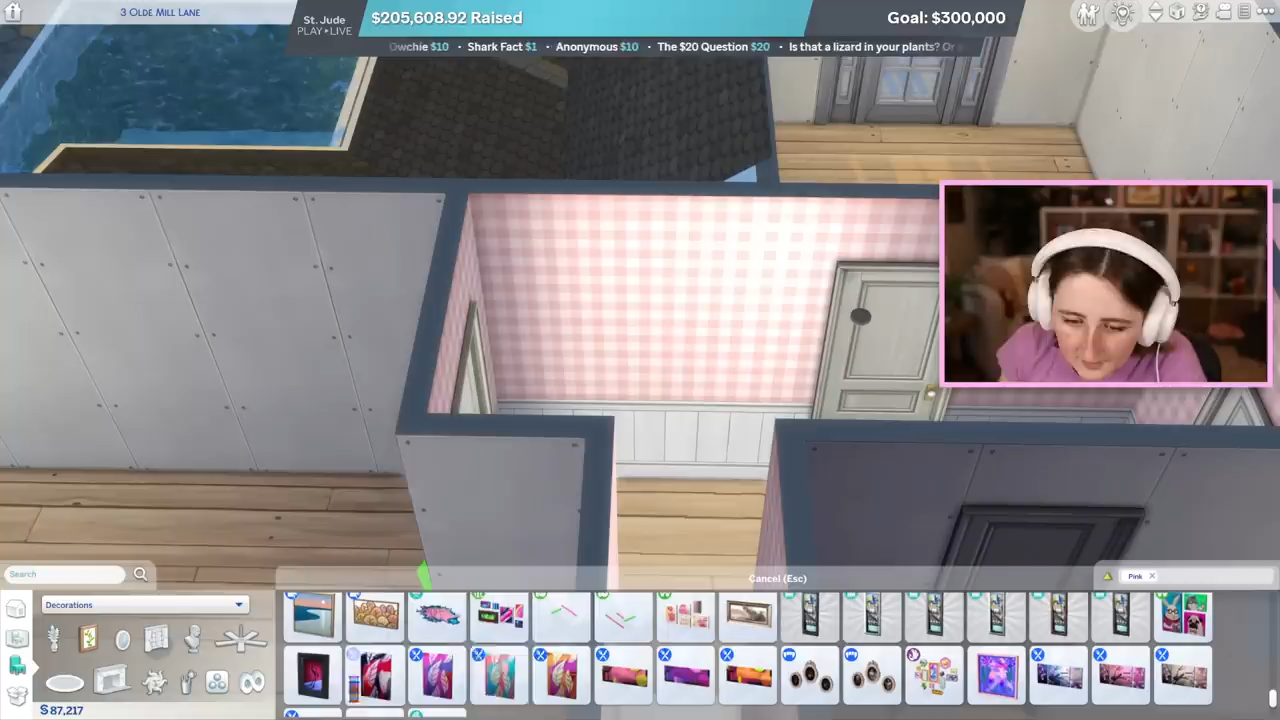 3 OLDE MILL LANE
St. Jude
PLAY LIVE
$205,608.92 Raised
Goal: $300,000
Owchie $10 • Shark Fact $1 • Anonymous $10 • The $20 Question $20 • Is that a lizard in your plants? Or
Cancel (Esc)
Search
Pink
Decorations
$87,217